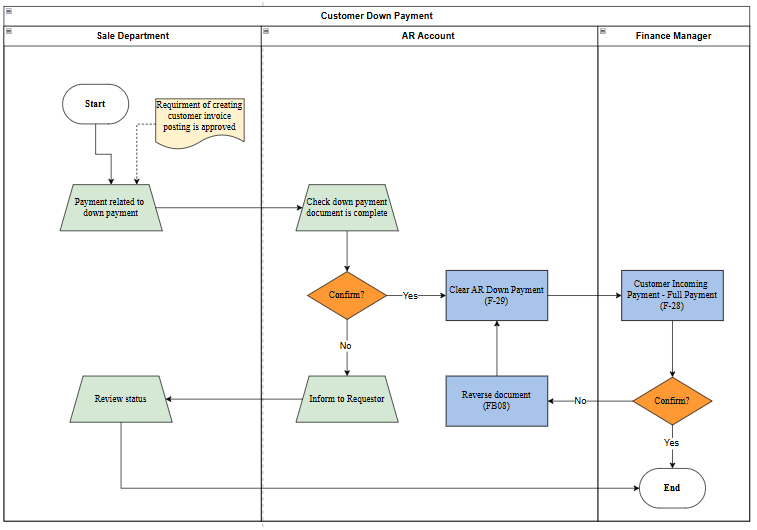 Customer Down Payment
Sale Department
AR Account
Finance Manager
Start
Requirment of creating
customer invoice
posting is approved
Payment related to
down payment
Check down payment
document is complete
Confirm?
Yes
Clear AR Down Payment
(F-29)
Customer Incoming
Payment - Full Payment
(F-28)
No
Review status
Inform to Requestor
Reverse document
(FB08)
No
Confirm?
Yes
End